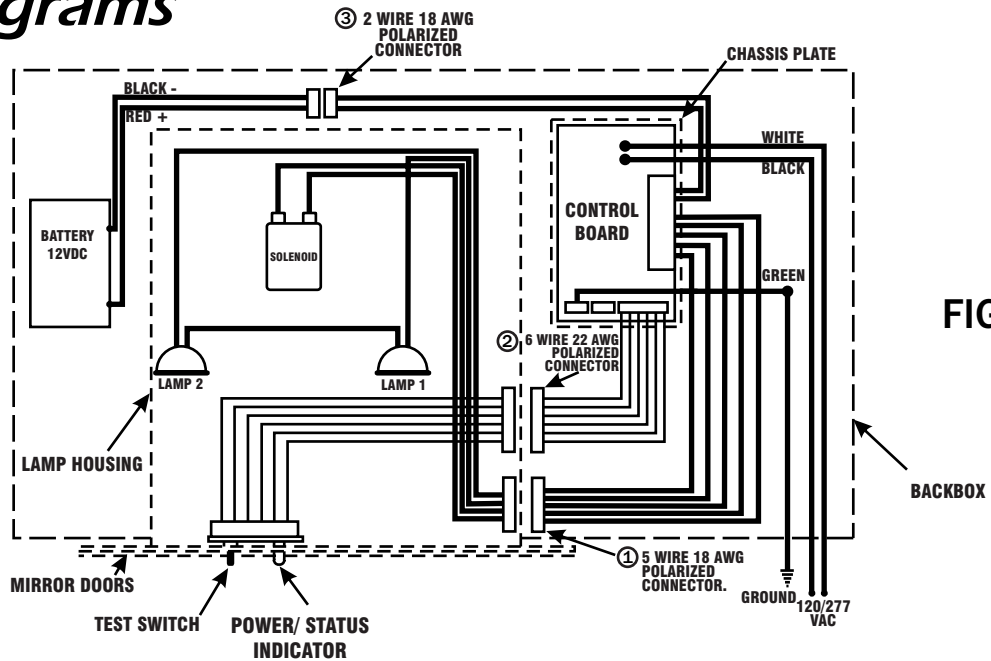 grams
③ 2 WIRE 18 AWG
POLARIZED
CONNECTOR
CHASSIS PLATE
BLACK -
RED +
WHITE
BLACK
BATTERY
12VDC
SOLENOID
CONTROL
BOARD
GREEN
FIG
② 6 WIRE 22 AWG
POLARIZED
CONNECTOR
LAMP 2
LAMP 1
LAMP HOUSING
BACKBOX
① 5 WIRE 18 AWG
POLARIZED
CONNECTOR.
MIRROR DOORS
GROUND
120/277
VAC
TEST SWITCH
POWER/ STATUS
INDICATOR